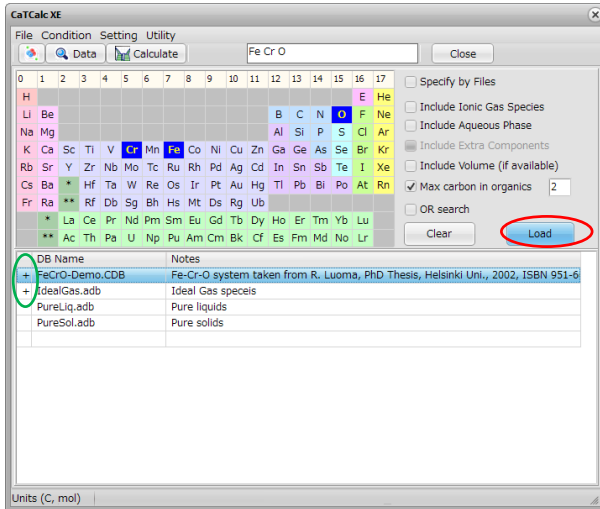 CaTCalc XE
File Condition Setting Utility
Data Calculate Fe Cr O Close
0 1 2 3 4 5 6 7 8 9 10 11 12 13 14 15 16 17
H E He
Li Be B C N O F Ne
Na Mg Al Si P S Cl Ar
K Ca Sc Ti V Cr Mn Fe Co Ni Cu Zn Ga Ge As Se Br Kr
Rb Sr Y Zr Nb Mo Tc Ru Rh Pd Ag Cd In Sn Sb Te I Xe
Cs Ba * Hf Ta W Re Os Ir Pt Au Hg Tl Pb Bi Po At Rn
Fr Ra ** Rf Db Sg Bh Hs Mt Ds Rg Ub
* La Ce Pr Nd Pm Sm Eu Gd Tb Dy Ho Er Tm Yb Lu
** Ac Th Pa U Np Pu Am Cm Bk Cf Es Fm Md No Lr
Specify by Files
Include Ionic Gas Species
Include Aqueous Phase
Include Extra Components
Include Volume (if available)
Max carbon in organics 2
OR search
Clear Load
DB Name Notes
+ FeCrO-Demo.CDB Fe-Cr-O system taken from R. Luoma, PhD Thesis, Helsinki Uni., 2002, ISBN 951-6
+ IdealGas.adb Ideal Gas speceis
PureLiq.adb Pure liquids
PureSol.adb Pure solids
Units (C, mol)